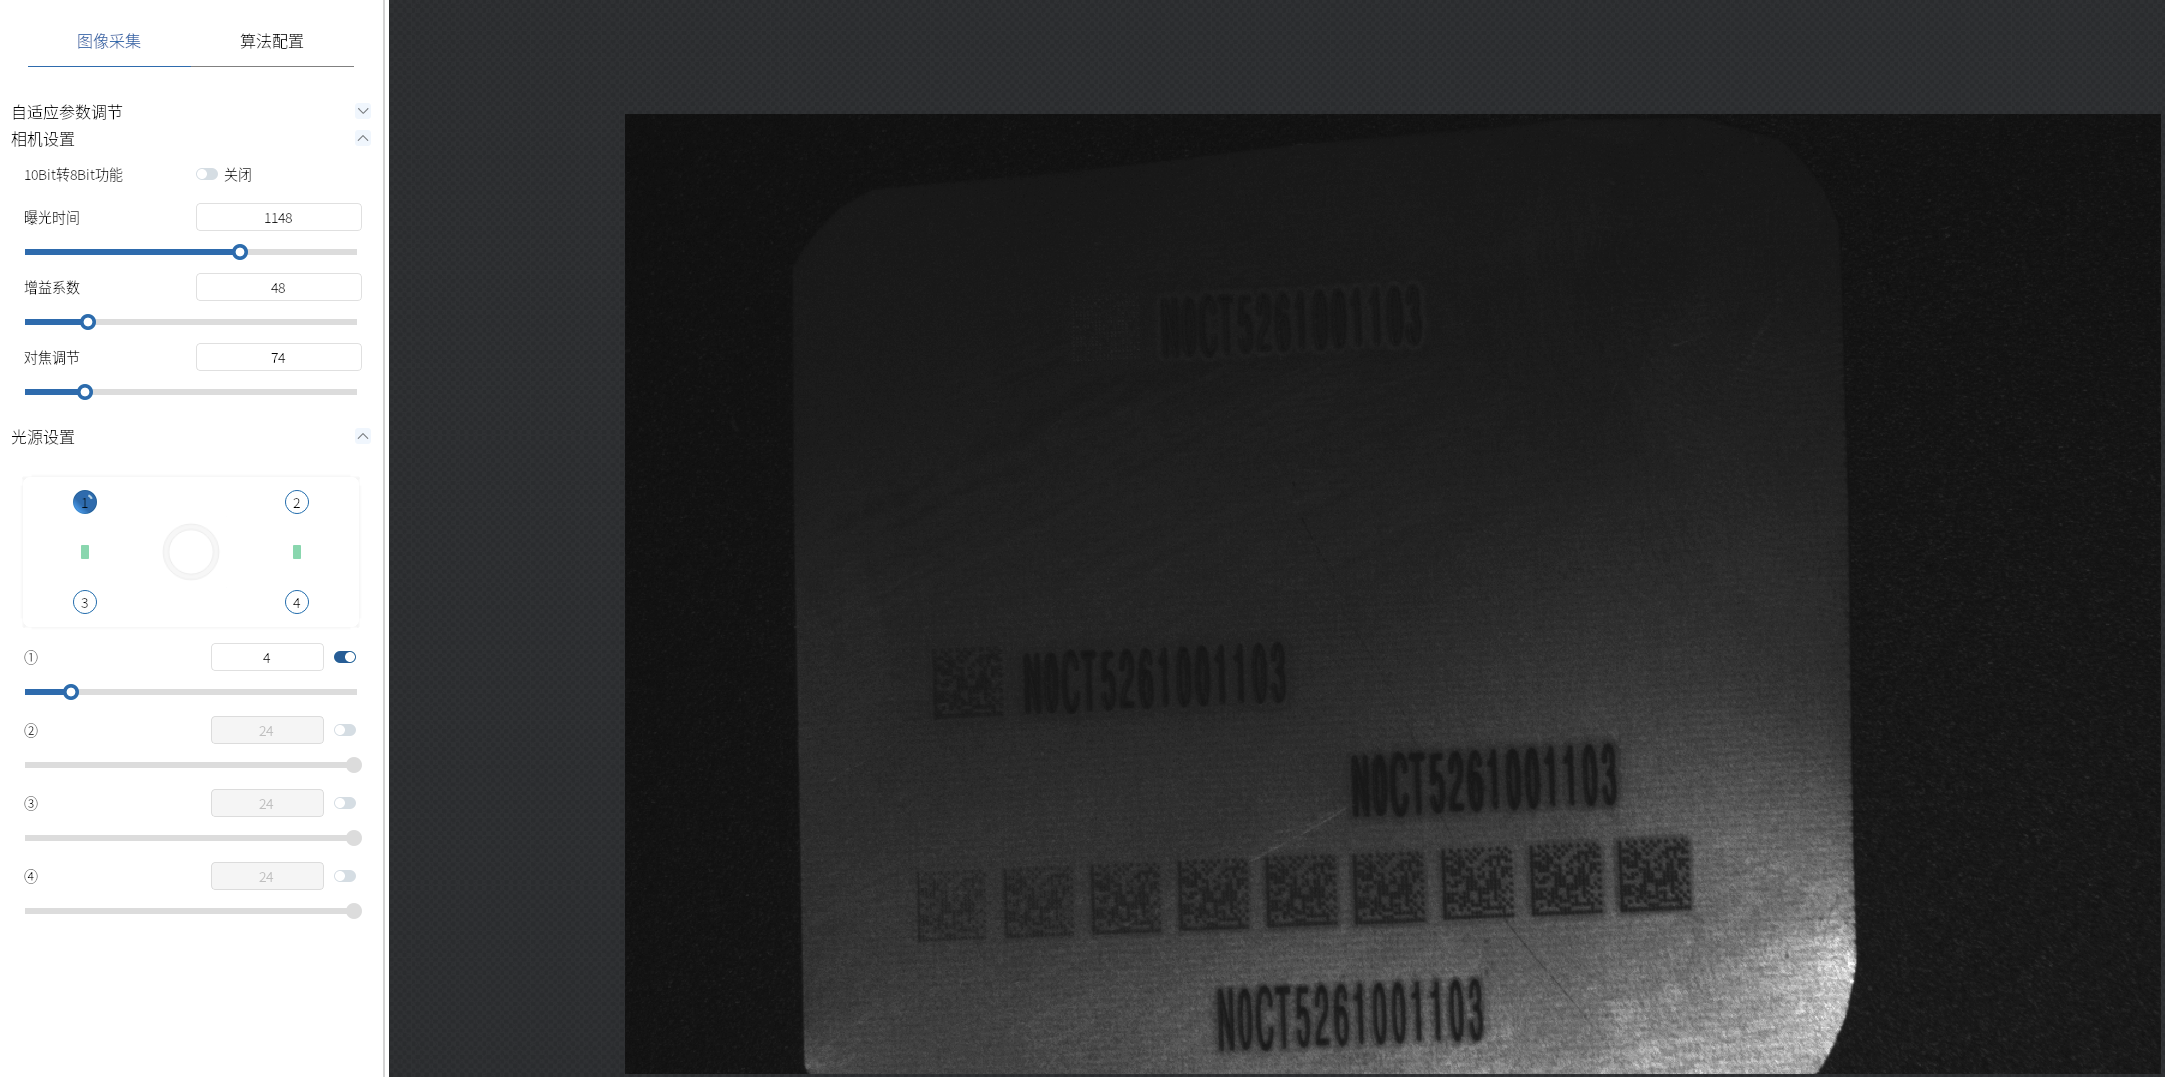 图像采集 算法配置
自适应参数调节
相机设置
10Bit转8Bit功能 关闭
曝光时间 1148
增益系数 48
对焦调节 74
光源设置
1 2
3 4
① 4
② 24
③ 24
④ 24
N0CT5261001103
N0CT5261001103
N0CT5261001103
N0CT5261001103